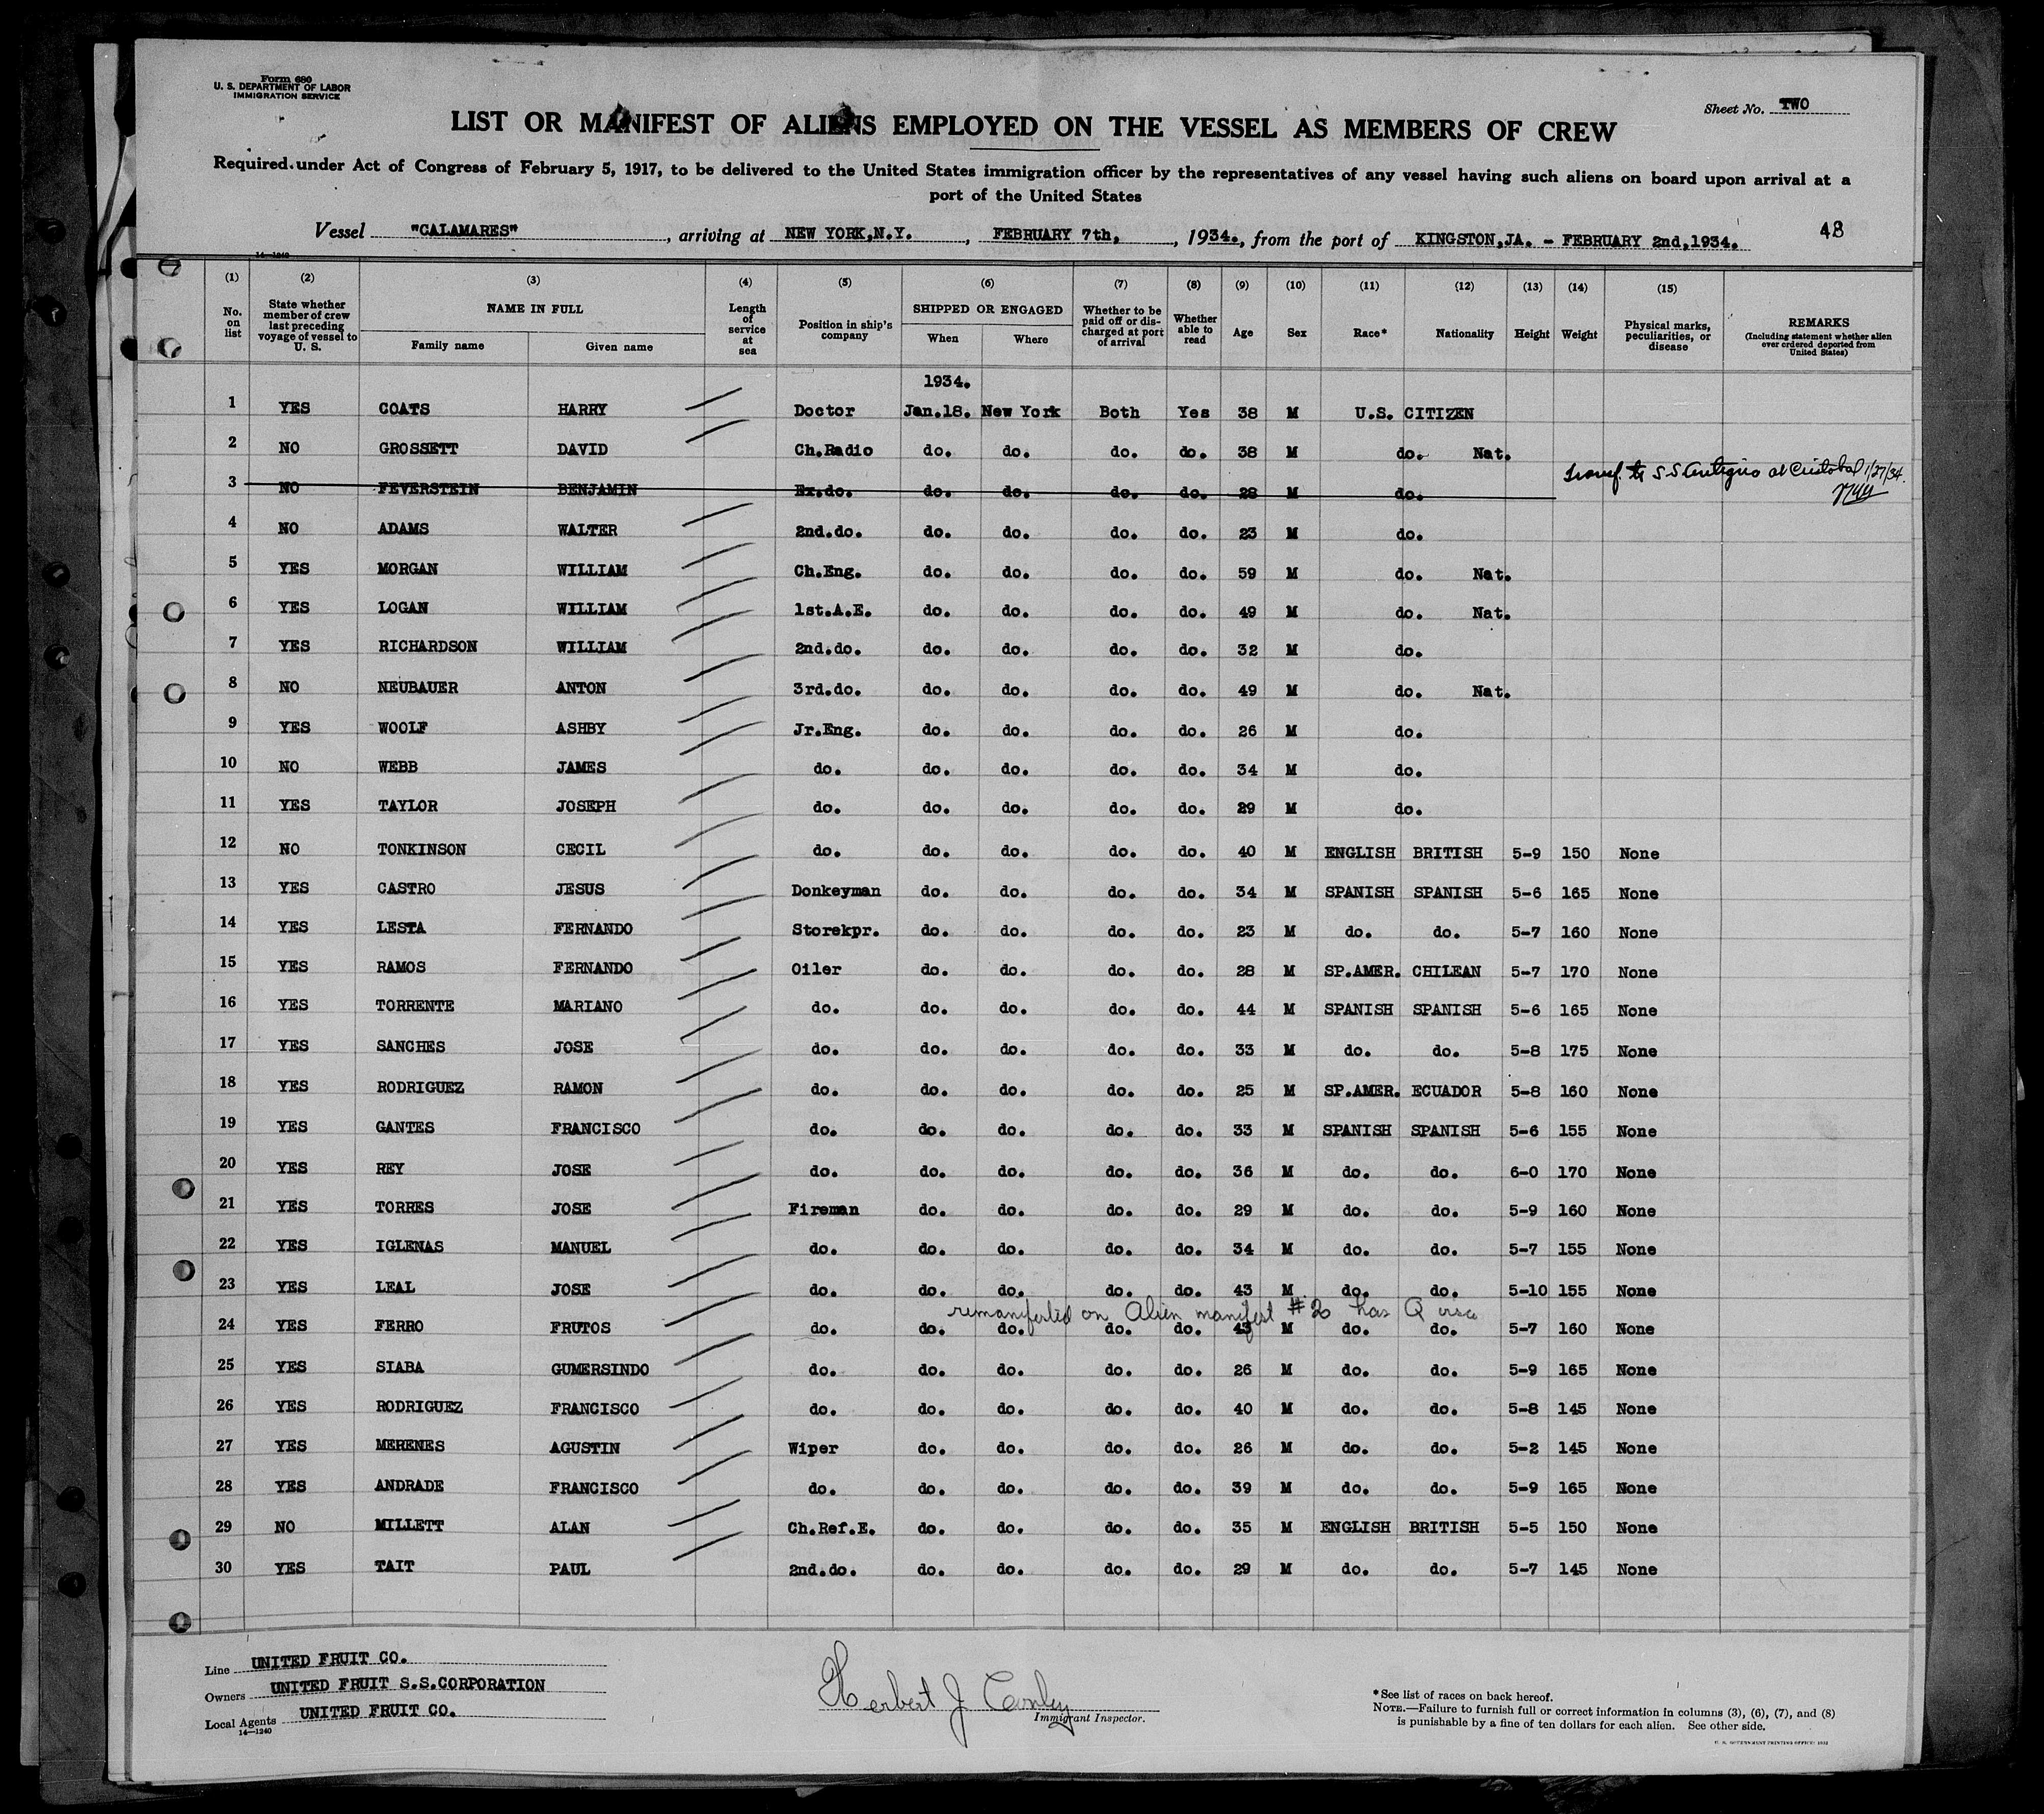 Form 680
U. S. DEPARTMENT OF LABOR
IMMIGRATION SERVICE
Sheet No. TWO
LIST OR MANIFEST OF ALIENS EMPLOYED ON THE VESSEL AS MEMBERS OF CREW
Required under Act of Congress of February 5, 1917, to be delivered to the United States immigration officer by the representatives of any vessel having such aliens on board upon arrival at a
port of the United States
Vessel "CALAMARES", arriving at NEW YORK, N.Y., FEBRUARY 7th, 1934., from the port of KINGSTON, JA. - FEBRUARY 2nd, 1934.
48
14—1240
(1) (2) (3) (4) (5) (6) (7) (8) (9) (10) (11) (12) (13) (14) (15)
No. on list | State whether member of crew last preceding voyage of vessel to U. S. | NAME IN FULL | Family name | Given name | Length of service at sea | Position in ship's company | SHIPPED OR ENGAGED | When | Where | Whether to be paid off or discharged at port of arrival | Whether able to read | Age | Sex | Race* | Nationality | Height | Weight | Physical marks, peculiarities, or disease | REMARKS (Including statement whether alien ever ordered deported from United States)
1934.
1 YES COATS HARRY Doctor Jan.18. New York Both Yes 38 M U.S. CITIZEN
2 NO GROSSETT DAVID Ch.Radio do. do. do. do. 38 M do. Nat.
3 NO FEVERSTEIN BENJAMIN Ex.do. do. do. do. do. 28 M do. Transf. to S S Antigua at Cristobal 1/27/34.
4 NO ADAMS WALTER 2nd.do. do. do. do. do. 23 M do.
5 YES MORGAN WILLIAM Ch.Eng. do. do. do. do. 59 M do. Nat.
6 YES LOGAN WILLIAM 1st.A.E. do. do. do. do. 49 M do. Nat.
7 YES RICHARDSON WILLIAM 2nd.do. do. do. do. do. 32 M do.
8 NO NEUBAUER ANTON 3rd.do. do. do. do. do. 49 M do. Nat.
9 YES WOOLF ASHBY Jr.Eng. do. do. do. do. 26 M do.
10 NO WEBB JAMES do. do. do. do. do. 34 M do.
11 YES TAYLOR JOSEPH do. do. do. do. do. 29 M do.
12 NO TONKINSON CECIL do. do. do. do. do. 40 M ENGLISH BRITISH 5-9 150 None
13 YES CASTRO JESUS Donkeyman do. do. do. do. 34 M SPANISH SPANISH 5-6 165 None
14 YES LESTA FERNANDO Storekpr. do. do. do. do. 23 M do. do. 5-7 160 None
15 YES RAMOS FERNANDO Oiler do. do. do. do. 28 M SP.AMER. CHILEAN 5-7 170 None
16 YES TORRENTE MARIANO do. do. do. do. do. 44 M SPANISH SPANISH 5-6 165 None
17 YES SANCHES JOSE do. do. do. do. do. 33 M do. do. 5-8 175 None
18 YES RODRIGUEZ RAMON do. do. do. do. do. 25 M SP.AMER. ECUADOR 5-8 160 None
19 YES GANTES FRANCISCO do. do. do. do. do. 33 M SPANISH SPANISH 5-6 155 None
20 YES REY JOSE do. do. do. do. do. 36 M do. do. 6-0 170 None
21 YES TORRES JOSE Fireman do. do. do. do. 29 M do. do. 5-9 160 None
22 YES IGLENAS MANUEL do. do. do. do. do. 34 M do. do. 5-7 155 None
23 YES LEAL JOSE do. do. do. do. do. 43 M do. do. 5-10 155 None
remanifested on Alien manifest #2 has Q visa
24 YES FERRO FRUTOS do. do. do. do. do. 43 M do. do. 5-7 160 None
25 YES SIABA GUMERSINDO do. do. do. do. do. 26 M do. do. 5-9 165 None
26 YES RODRIGUEZ FRANCISCO do. do. do. do. do. 40 M do. do. 5-8 145 None
27 YES MERENES AGUSTIN Wiper do. do. do. do. 26 M do. do. 5-2 145 None
28 YES ANDRADE FRANCISCO do. do. do. do. do. 39 M do. do. 5-9 165 None
29 NO MILLETT ALAN Ch.Ref.E. do. do. do. do. 35 M ENGLISH BRITISH 5-5 150 None
30 YES TAIT PAUL 2nd.do. do. do. do. do. 29 M do. do. 5-7 145 None
Line UNITED FRUIT CO.
Owners UNITED FRUIT S.S.CORPORATION
Local Agents UNITED FRUIT CO.
14—1240
Herbert J
Immigrant Inspector.
*See list of races on back hereof.
NOTE.—Failure to furnish full or correct information in columns (3), (6), (7), and (8)
is punishable by a fine of ten dollars for each alien. See other side.